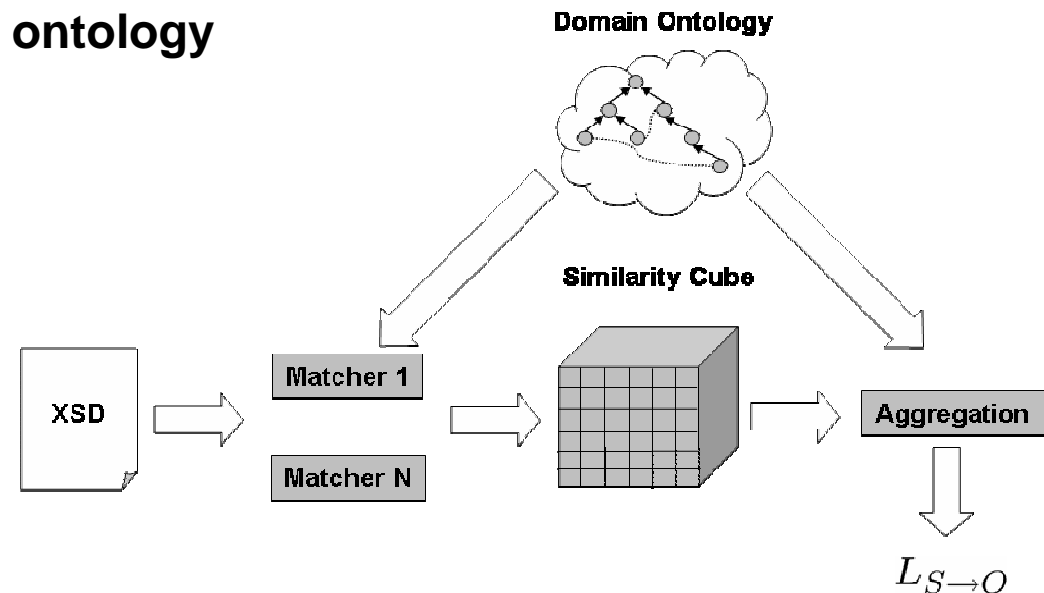 ontology
Domain Ontology
Similarity Cube
XSD
Matcher 1
Matcher N
Aggregation
L_{S→O}